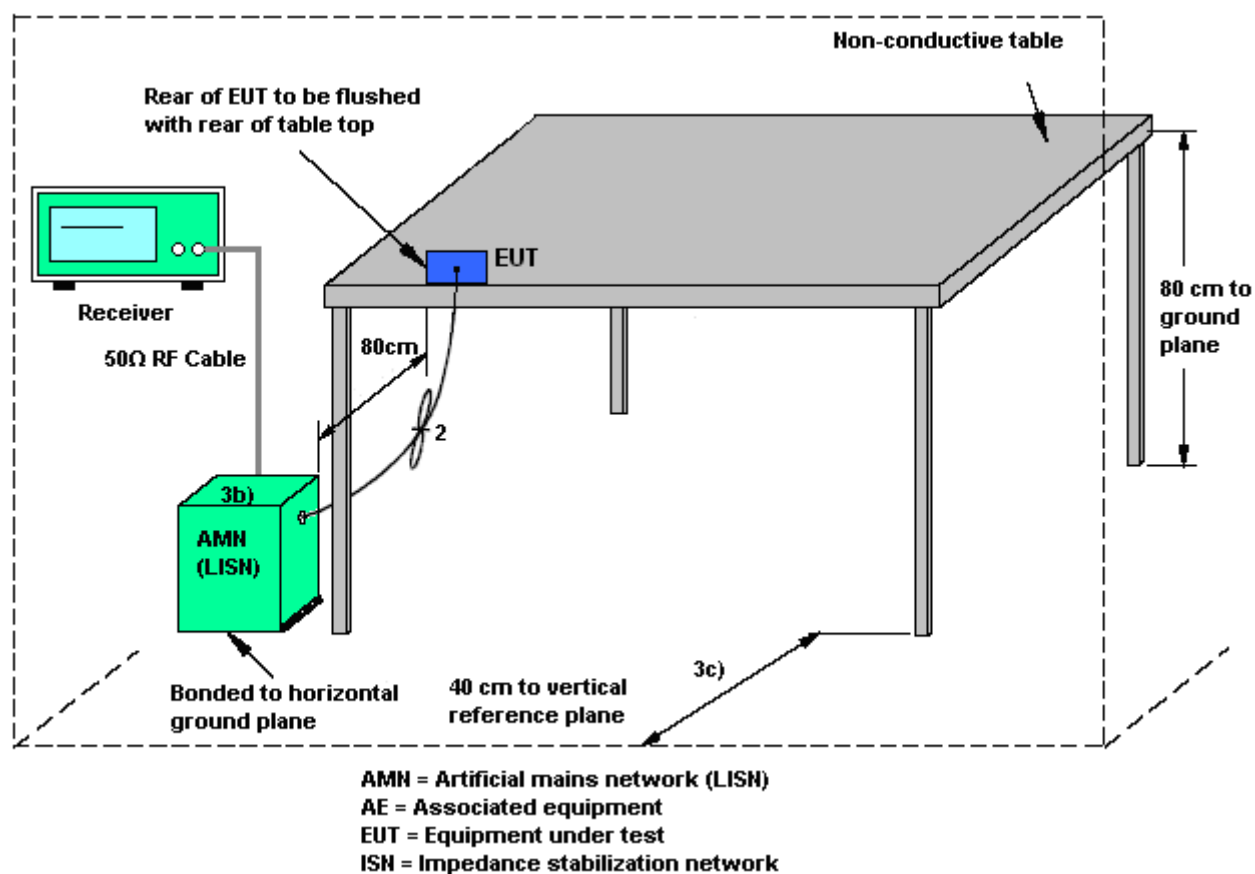 Non-conductive table
Rear of EUT to be flushed
with rear of table top
EUT
Receiver
80 cm to
ground
plane
80cm
50Ω RF Cable
2
3b)
AMN
(LISN)
3c)
Bonded to horizontal
ground plane
40 cm to vertical
reference plane
AMN = Artificial mains network (LISN)
AE = Associated equipment
EUT = Equipment under test
ISN = Impedance stabilization network